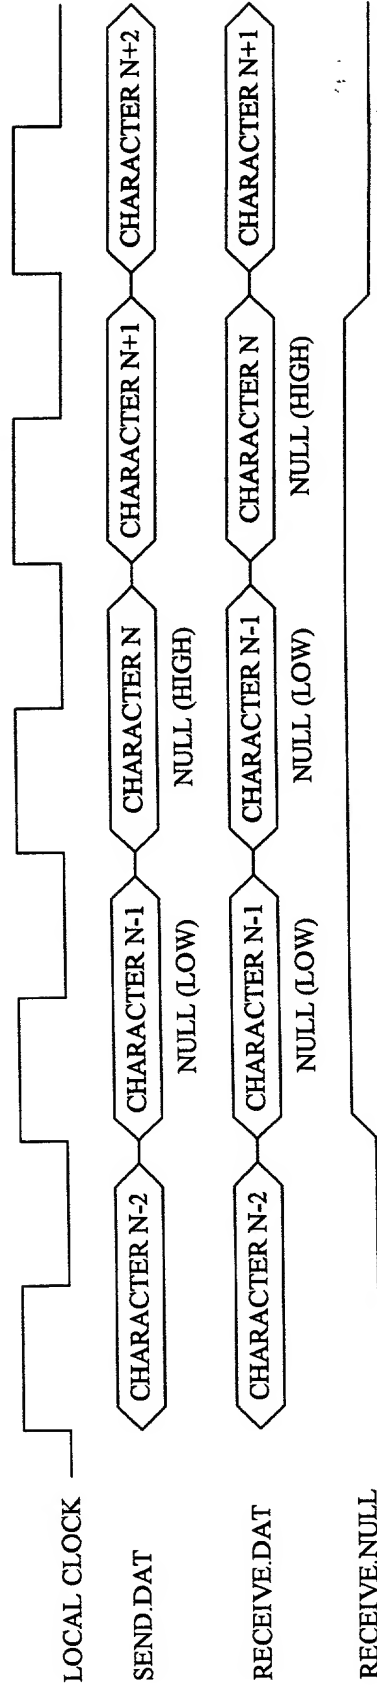 LOCAL CLOCK
SEND.DAT
CHARACTER N-2
CHARACTER N-1
CHARACTER N
CHARACTER N+1
CHARACTER N+2
NULL (LOW)
NULL (HIGH)
RECEIVE.DAT
CHARACTER N-2
CHARACTER N-1
CHARACTER N-1
CHARACTER N
CHARACTER N+1
NULL (LOW)
NULL (LOW)
NULL (HIGH)
RECEIVE.NULL